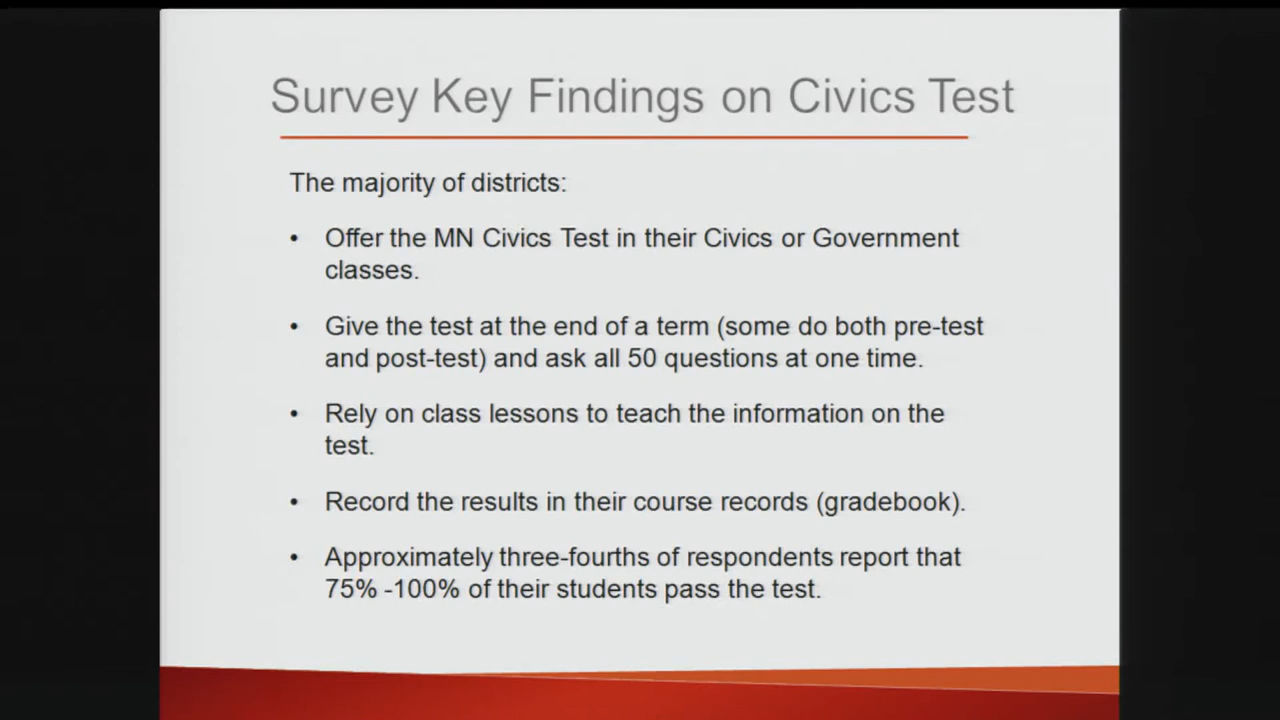 Survey Key Findings on Civics Test
The majority of districts:
• Offer the MN Civics Test in their Civics or Government
classes.
• Give the test at the end of a term (some do both pre-test
and post-test) and ask all 50 questions at one time.
• Rely on class lessons to teach the information on the
test.
• Record the results in their course records (gradebook).
• Approximately three-fourths of respondents report that
75% -100% of their students pass the test.